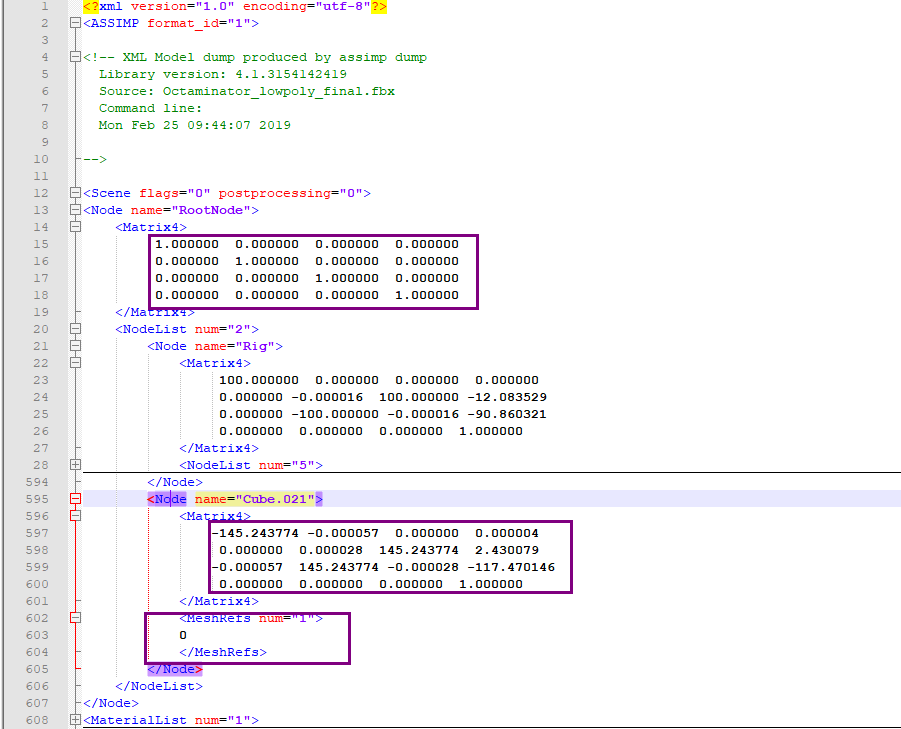 1 <?xml version="1.0" encoding="utf-8"?>
2 <ASSIMP format_id="1">
3
4 <!-- XML Model dump produced by assimp dump
5 Library version: 4.1.3154142419
6 Source: Octaminator_lowpoly_final.fbx
7 Command line:
8 Mon Feb 25 09:44:07 2019
9
10 -->
11
12 <Scene flags="0" postprocessing="0">
13 <Node name="RootNode">
14 <Matrix4>
15 1.000000 0.000000 0.000000 0.000000
16 0.000000 1.000000 0.000000 0.000000
17 0.000000 0.000000 1.000000 0.000000
18 0.000000 0.000000 0.000000 1.000000
19 </Matrix4>
20 <NodeList num="2">
21 <Node name="Rig">
22 <Matrix4>
23 100.000000 0.000000 0.000000 0.000000
24 0.000000 -0.000016 100.000000 -12.083529
25 0.000000 -100.000000 -0.000016 -90.860321
26 0.000000 0.000000 0.000000 1.000000
27 </Matrix4>
28 <NodeList num="5">
594 </Node>
595 <Node name="Cube.021">
596 <Matrix4>
597 -145.243774 -0.000057 0.000000 0.000004
598 0.000000 0.000028 145.243774 2.430079
599 -0.000057 145.243774 -0.000028 -117.470146
600 0.000000 0.000000 0.000000 1.000000
601 </Matrix4>
602 <MeshRefs num="1">
603 0
604 </MeshRefs>
605 </Node>
606 </NodeList>
607 </Node>
608 <MaterialList num="1">